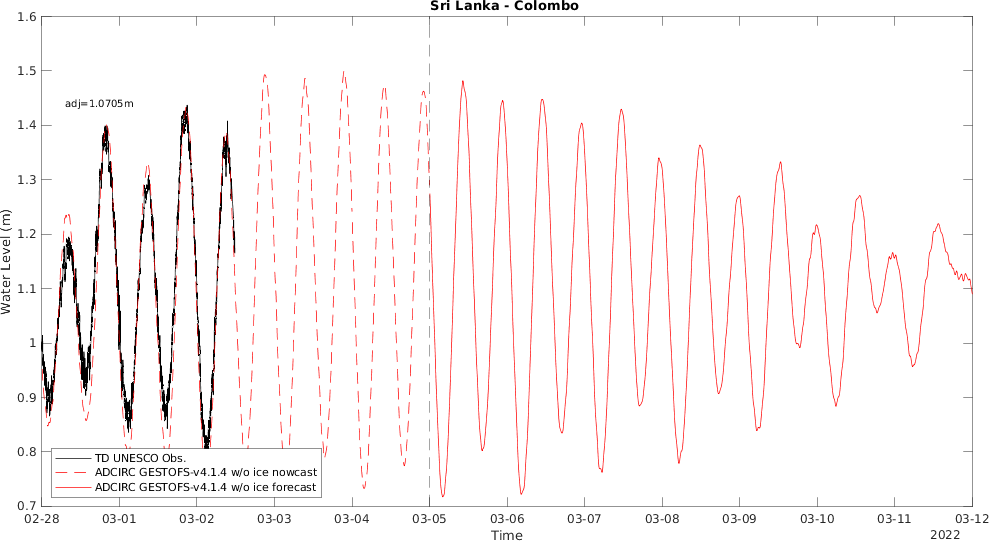 Sri Lanka - Colombo
1.6
1.5
1.4
1.3
1.2
1.1
1
0.9
0.8
0.7
Water Level (m)
adj=1.0705m
TD UNESCO Obs.
ADCIRC GESTOFS-v4.1.4 w/o ice nowcast
ADCIRC GESTOFS-v4.1.4 w/o ice forecast
02-28 03-01 03-02 03-03 03-04 03-05 03-06 03-07 03-08 03-09 03-10 03-11 03-12
Time
2022